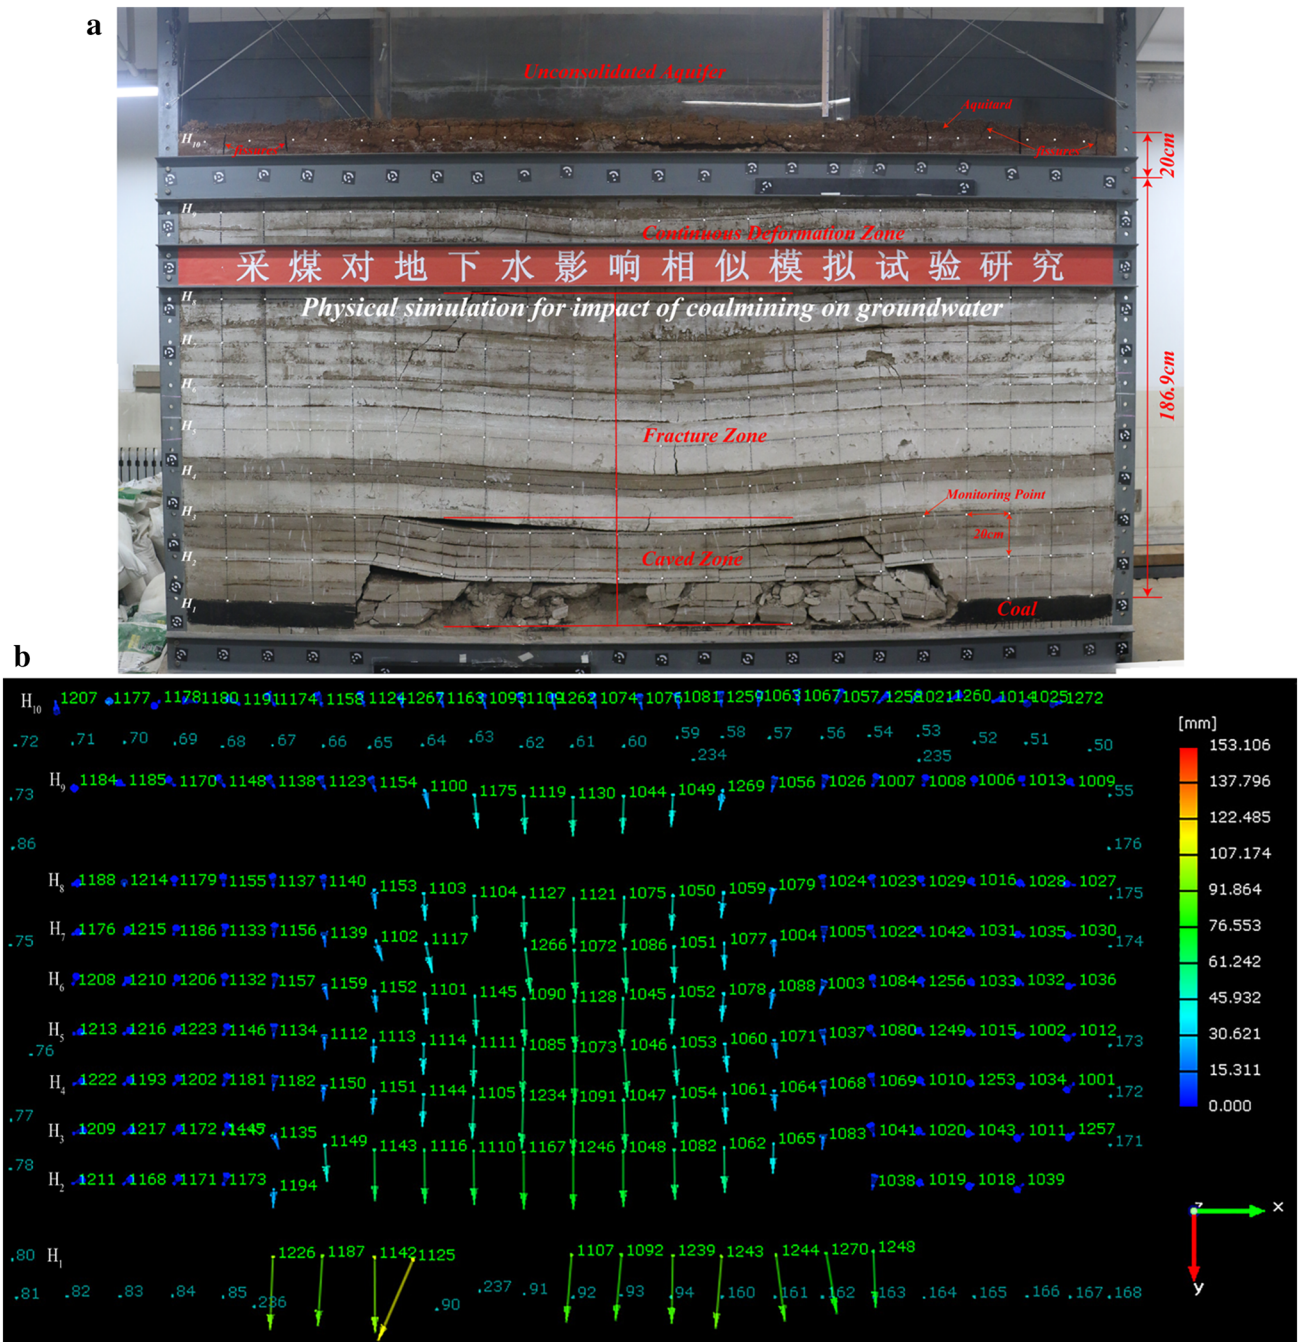 a
Unconsolidated Aquifer
Aquitard
H10
fissures
fissures
20cm
H9
Continuous Deformation Zone
采煤对地下水影响相似模拟试验研究
H8
Physical simulation for impact of coalmining on groundwater
H7
H6
186.9cm
H5
Fracture Zone
H4
Monitoring Point
H3
20cm
H2
Caved Zone
H1
Coal
b
H10 1207 1177 1178 1180 1191 1174 1158 1124 1267 1163 1093 1109 1262 1074 1076 1081 1259 1063 1067 1057 1258 1021 1260 1014 1025 1272
.72 .71 .70 .69 .68 .67 .66 .65 .64 .63 .62 .61 .60 .59 .58 .57 .56 .54 .53 .52 .51 .50
.234 .235
[mm]
153.106
137.796
122.485
107.174
91.864
76.553
61.242
45.932
30.621
15.311
0.000
H9 1184 1185 1170 1148 1138 1123 1154 1100 1175 1119 1130 1044 1049 1269 1056 1026 1007 1008 1006 1013 1009
.73 .55
.86 .176
H8 1188 1214 1179 1155 1137 1140 1153 1103 1104 1127 1121 1075 1050 1059 1079 1024 1023 1029 1016 1028 1027
.175
H7 1176 1215 1186 1133 1156 1139 1102 1117 1266 1072 1086 1051 1077 1004 1005 1022 1042 1031 1035 1030
.75 .174
H6 1208 1210 1206 1132 1157 1159 1152 1101 1145 1090 1128 1045 1052 1078 1088 1003 1084 1256 1033 1032 1036
H5 1213 1216 1223 1146 1134 1112 1113 1114 1111 1085 1073 1046 1053 1060 1071 1037 1080 1249 1015 1002 1012
.76 .173
H4 1222 1193 1202 1181 1182 1150 1151 1144 1105 1234 1091 1047 1054 1061 1064 1068 1069 1010 1253 1034 1001
.172
.77
H3 1209 1217 1172 1135 1149 1143 1116 1110 1167 1246 1048 1082 1062 1065 1083 1041 1020 1043 1011 1257
.171
.78
H2 1211 1168 1171 1173 1194 1038 1019 1018 1039
z
x
y
.80 H1 1226 1187 1142 1125 1107 1092 1239 1243 1244 1270 1248
.81 .82 .83 .84 .85 .236 .90 .237 .91 .92 .93 .94 .160 .161 .162 .163 .164 .165 .166 .167 .168